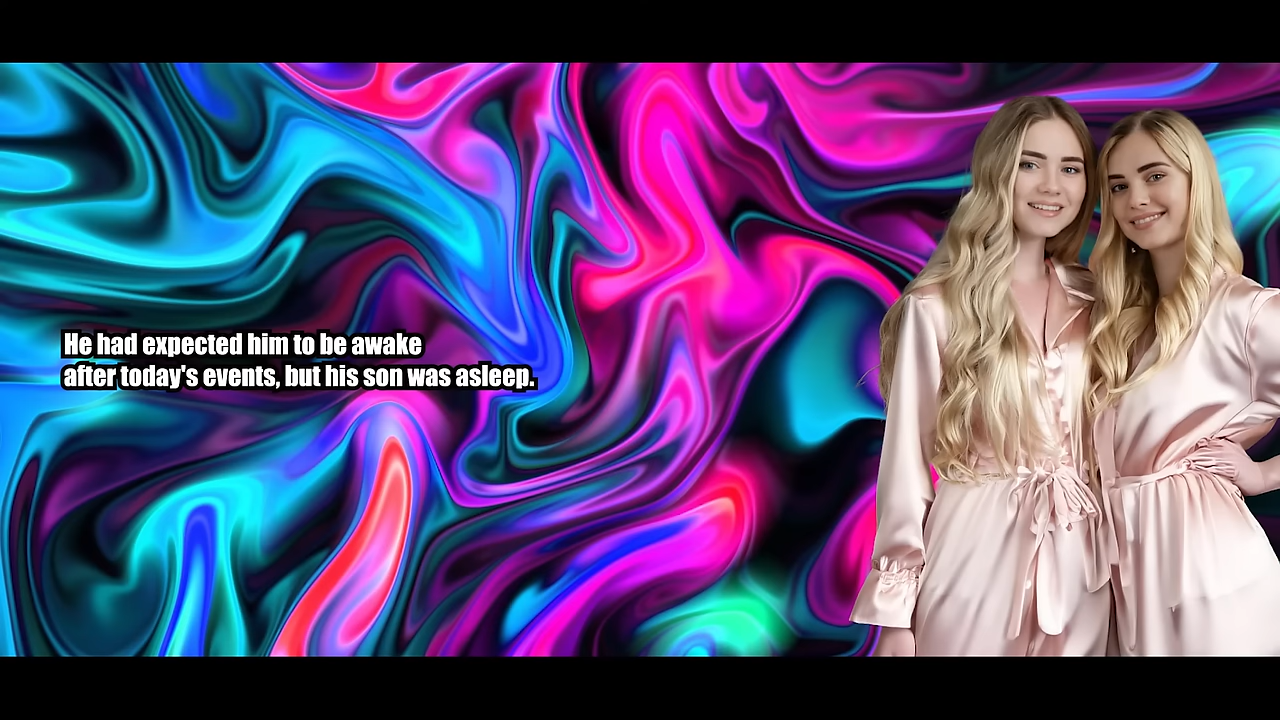 He had expected him to be awake
after today's events, but his son was asleep.